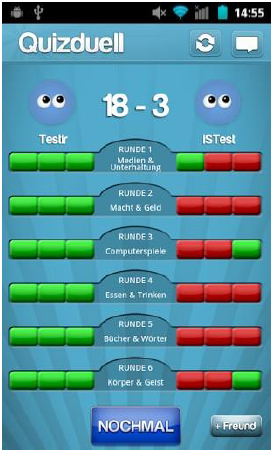 14:55
Quizduell
18 - 3
Testir
ISTest
RUNDE 1
Medien &
Unterhaltung
RUNDE 2
Macht & Geld
RUNDE 3
Computerspiele
RUNDE 4
Essen & Trinken
RUNDE 5
Bücher & Wörter
RUNDE 6
Körper & Geist
NOCHMAL
+ Freund